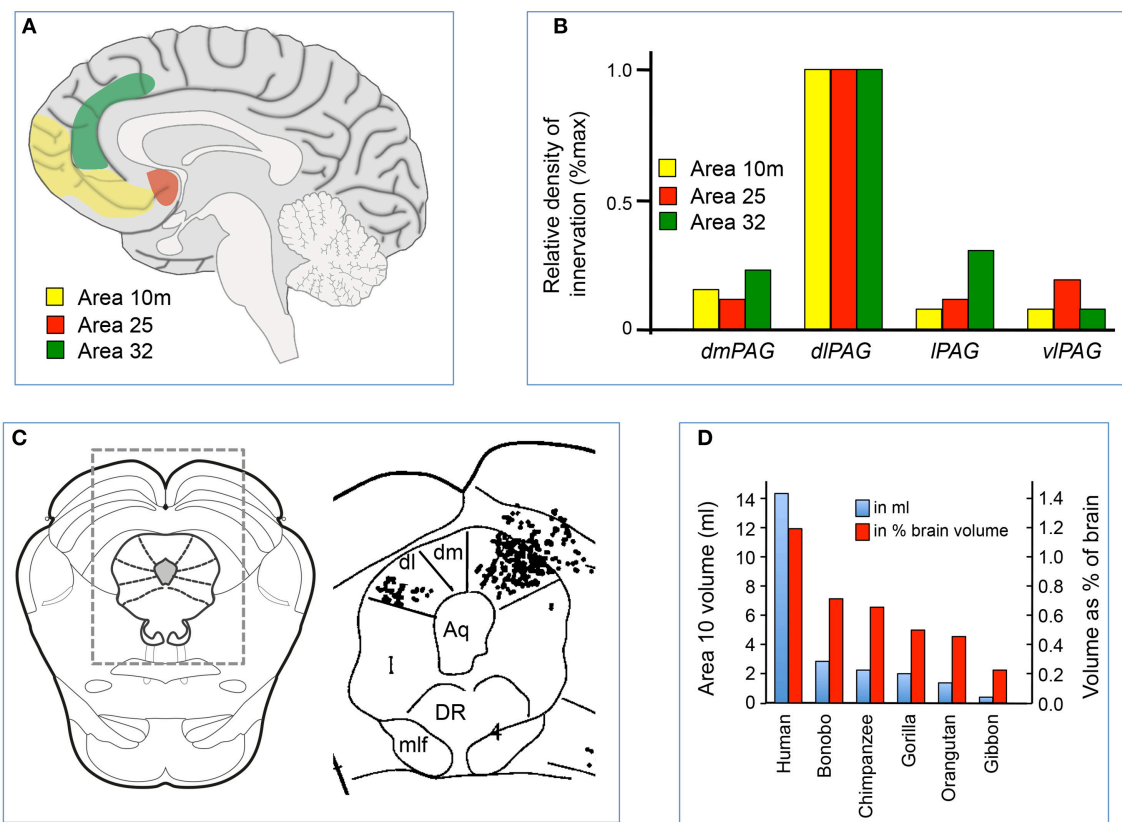 A
Area 10m
Area 25
Area 32
B
Relative density of
innervation (%max)
1.0
0.5
0
Area 10m
Area 25
Area 32
dmPAG
dlPAG
lPAG
vlPAG
C
dl
dm
Aq
l
DR
mlf
4
D
Area 10 volume (ml)
14
12
10
8
6
4
2
0
in ml
in % brain volume
1.4
1.2
1.0
0.8
0.6
0.4
0.2
0.0
Volume as % of brain
Human
Bonobo
Chimpanzee
Gorilla
Orangutan
Gibbon